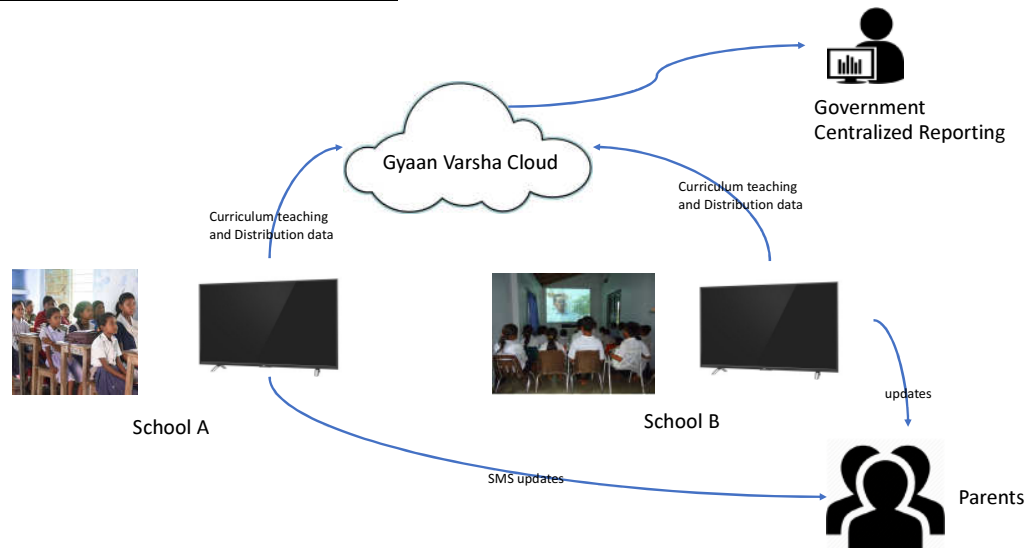 Government
Centralized Reporting
Gyaan Varsha Cloud
Curriculum teaching
and Distribution data
Curriculum teaching
and Distribution data
School A
School B
updates
SMS updates
Parents